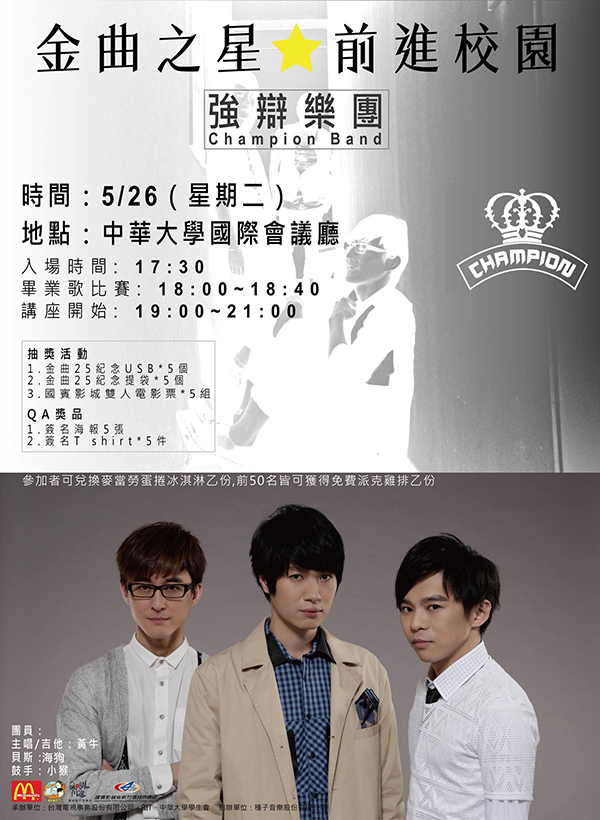 金曲之星★前進校園
強辯樂團
Champion Band
時間：5/26（星期二）
地點：中華大學國際會議廳
入場時間: 17:30
畢業歌比賽: 18:00~18:40
講座開始: 19:00~21:00
CHAMPION
抽獎活動
1.金曲25紀念USB*5個
2.金曲25紀念提袋*5個
3.國賓影城雙人電影票*5組
QA獎品
1.簽名海報5張
2.簽名T shirt*5件
參加者可兌換麥當勞蛋捲冰淇淋乙份,前50名皆可獲得免費派克雞排乙份
團員：
主唱/吉他：黃牛
貝斯:海狗
鼓手：小猴
承辦單位：台灣電視事業股份有限公司、RIT、中華大學學生會 協辦單位：種子音樂股份